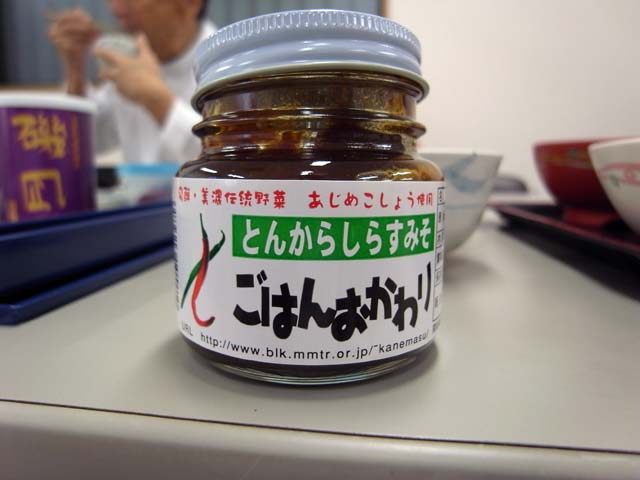 ・美濃伝統野菜 あじめこしょう使用
とんからしらすみそ
ごはんおかわり
URL http://www.blk.mmtr.or.jp/~kanemasu/